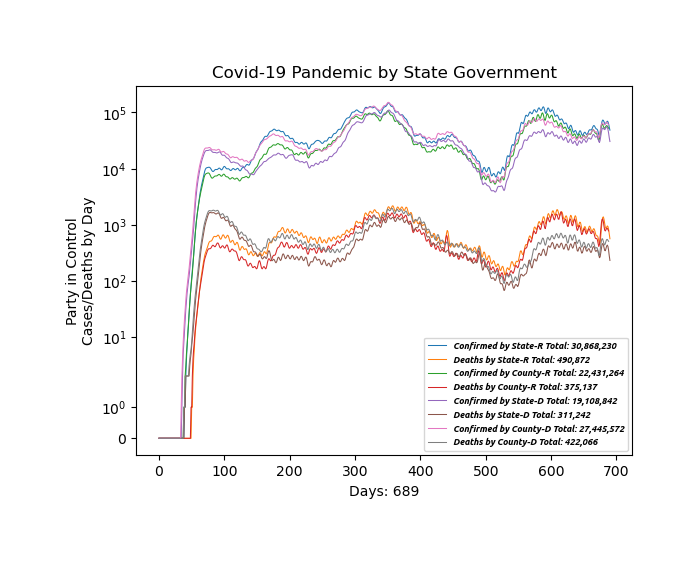 Covid-19 Pandemic by State Government
Party in Control
Cases/Deaths by Day
10^5
10^4
10^3
10^2
10^1
10^0
0
0 100 200 300 400 500 600 700
Days: 689
Confirmed by State-R Total: 30,868,230
Deaths by State-R Total: 490,872
Confirmed by County-R Total: 22,431,264
Deaths by County-R Total: 375,137
Confirmed by State-D Total: 19,108,842
Deaths by State-D Total: 311,242
Confirmed by County-D Total: 27,445,572
Deaths by County-D Total: 422,066